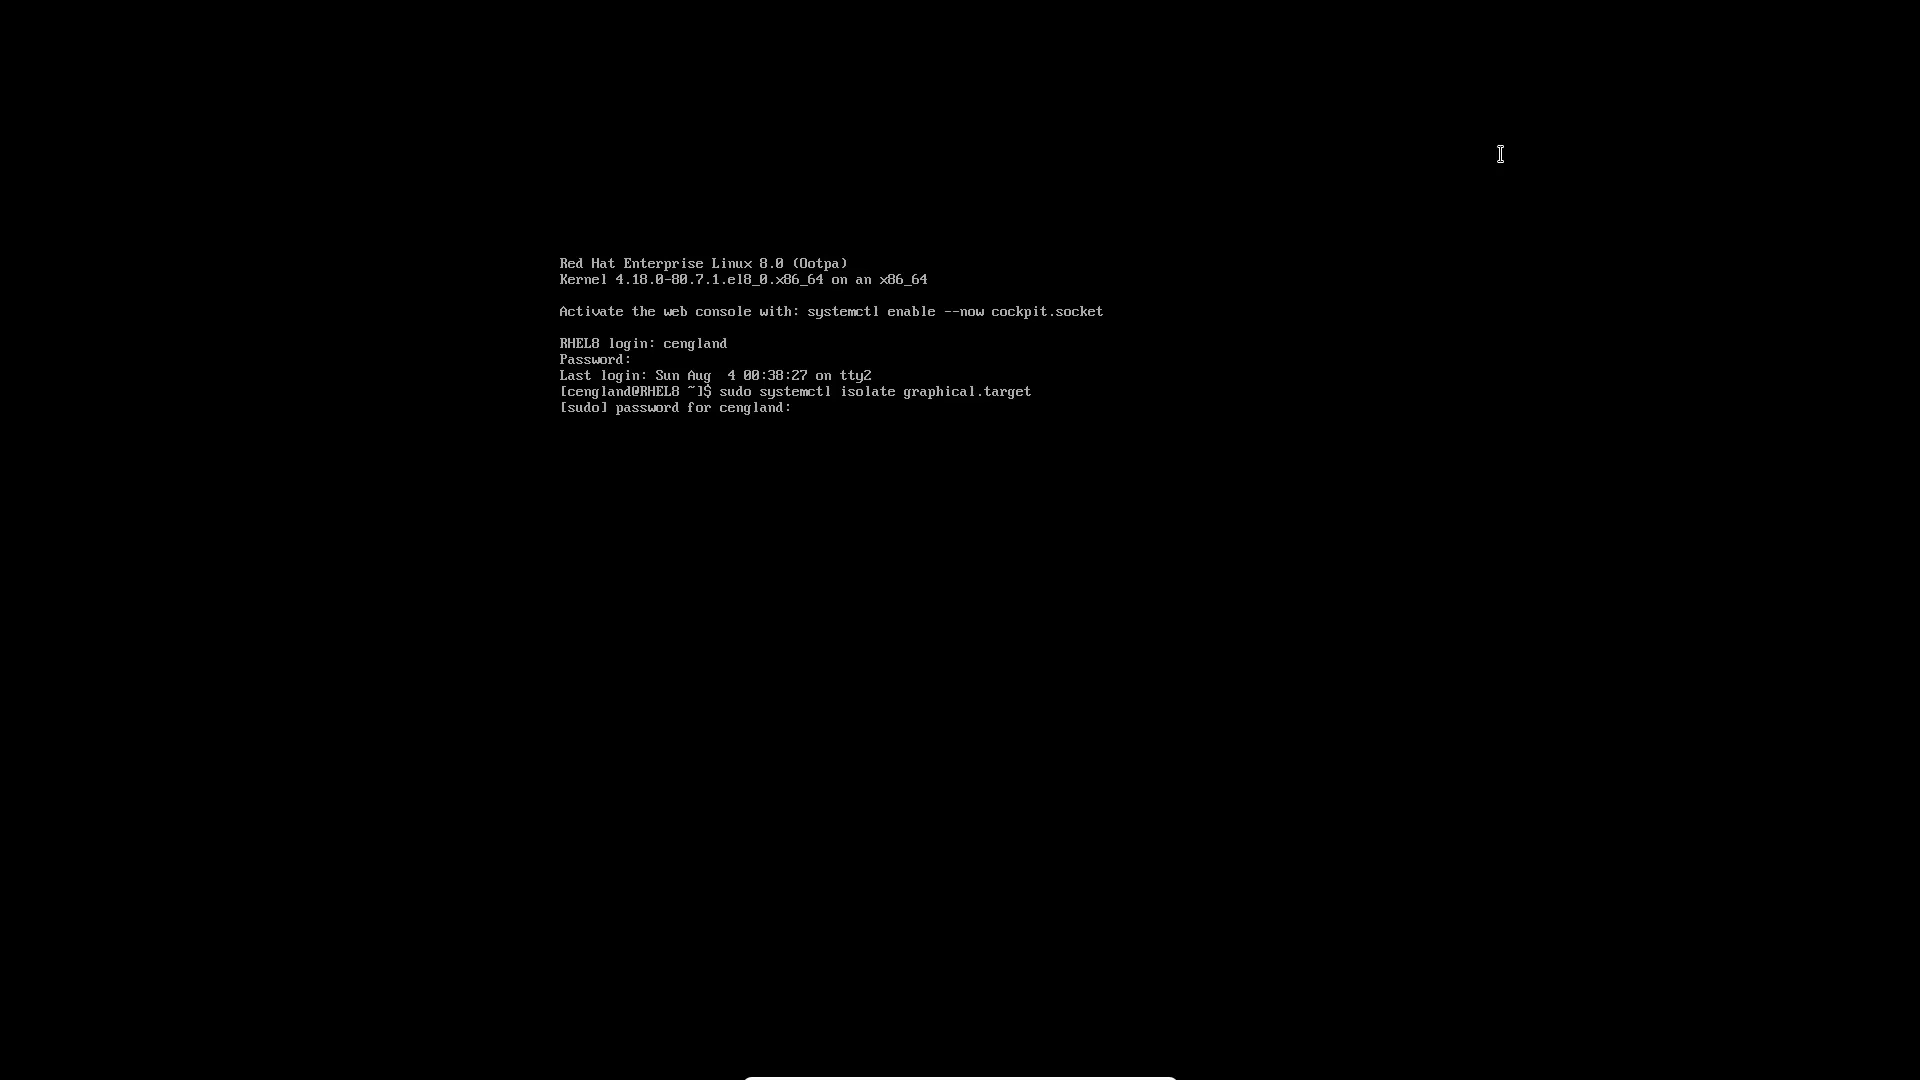 Red Hat Enterprise Linux 8.0 (Ootpa)
Kernel 4.18.0-80.7.1.el8_0.x86_64 on an x86_64
Activate the web console with: systemctl enable --now cockpit.socket
RHEL8 login: cengland
Password:
Last login: Sun Aug  4 00:38:27 on tty2
[cengland@RHEL8 ~]$ sudo systemctl isolate graphical.target
[sudo] password for cengland: